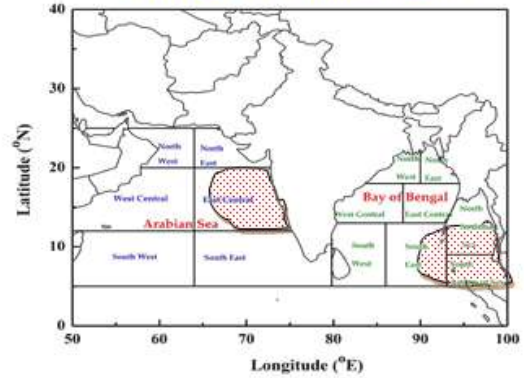 40
30
20
10
0
Latitude (°N)
50
60
70
80
90
100
Longitude (°E)
North
West
North
East
West Central
East Central
Arabian Sea
South West
South East
North
West
North
East
Bay of Bengal
West Central
East Central
South
West
South
East
North
South